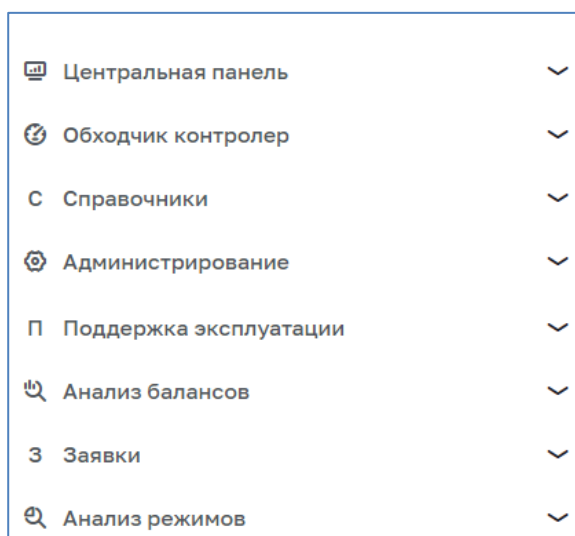 Центральная панель
Обходчик контролер
С Справочники
Администрирование
П Поддержка эксплуатации
Анализ балансов
З Заявки
Анализ режимов